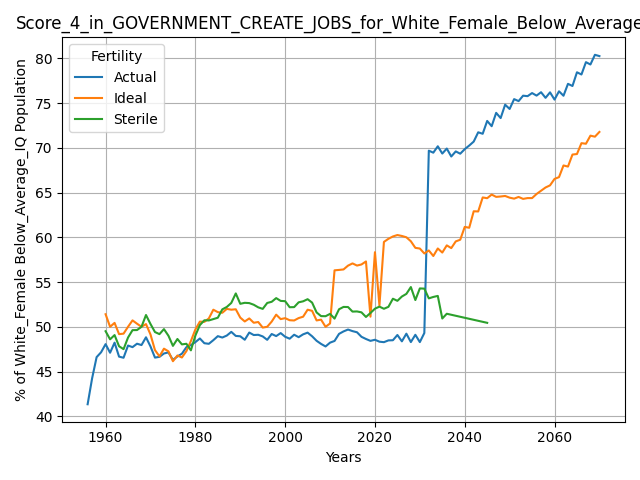 Score_4_in_GOVERNMENT_CREATE_JOBS_for_White_Female_Below_Average
Fertility
Actual
Ideal
Sterile
% of White_Female Below_Average_IQ Population
80
75
70
65
60
55
50
45
40
1960 1980 2000 2020 2040 2060
Years